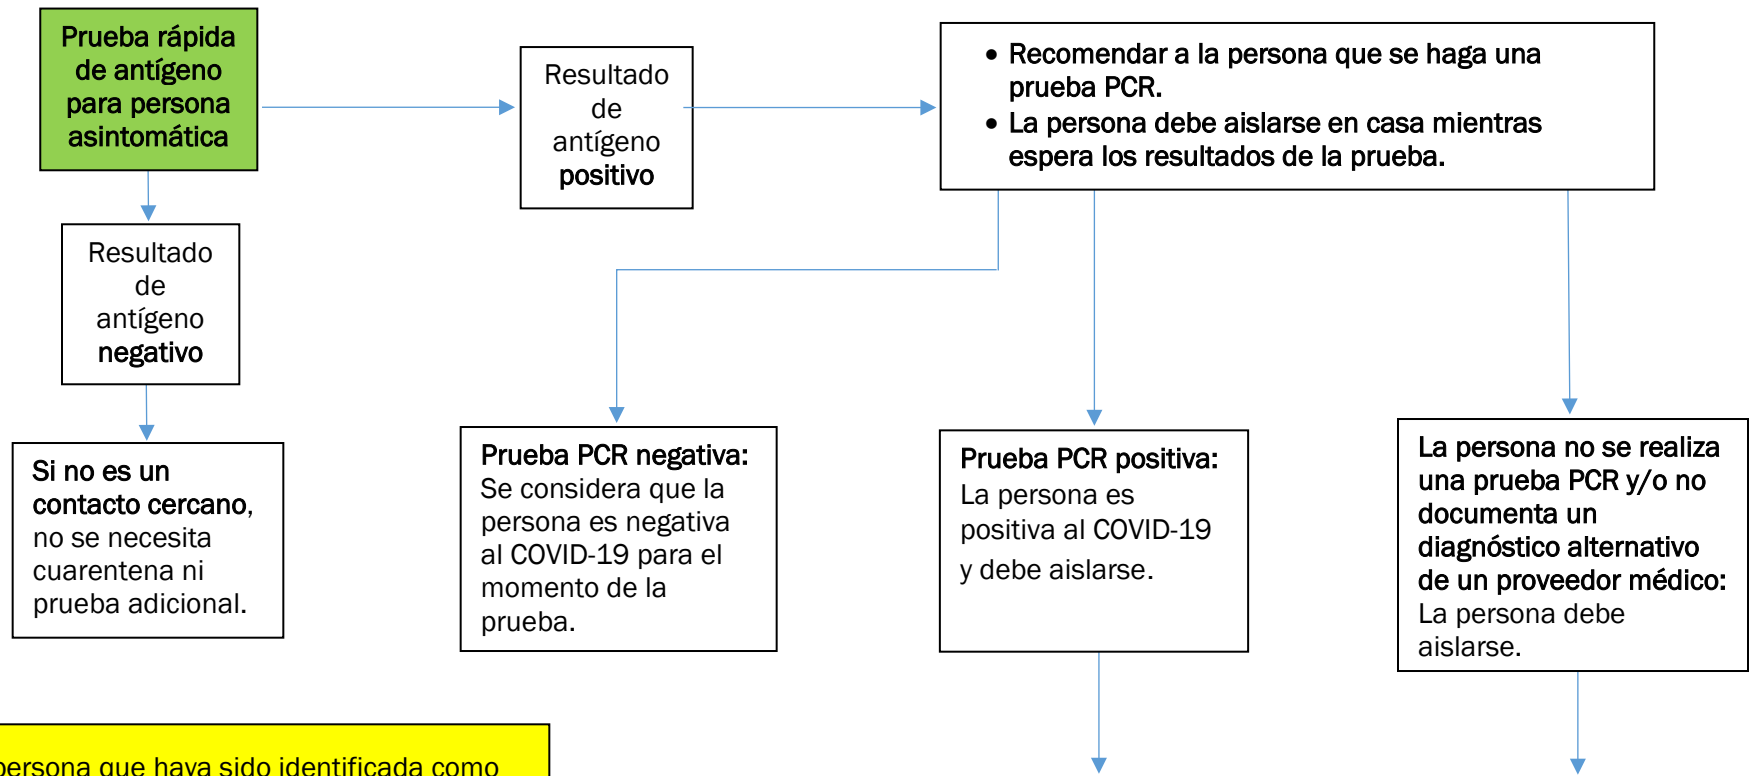 Prueba rápida
de antígeno
para persona
asintomática
Resultado
de
antígeno
positivo
• Recomendar a la persona que se haga una
prueba PCR.
• La persona debe aislarse en casa mientras
espera los resultados de la prueba.
Resultado
de
antígeno
negativo
Si no es un
contacto cercano,
no se necesita
cuarentena ni
prueba adicional.
Prueba PCR negativa:
Se considera que la
persona es negativa
al COVID-19 para el
momento de la
prueba.
Prueba PCR positiva:
La persona es
positiva al COVID-19
y debe aislarse.
La persona no se realiza
una prueba PCR y/o no
documenta un
diagnóstico alternativo
de un proveedor médico:
La persona debe
aislarse.
persona que haya sido identificada como